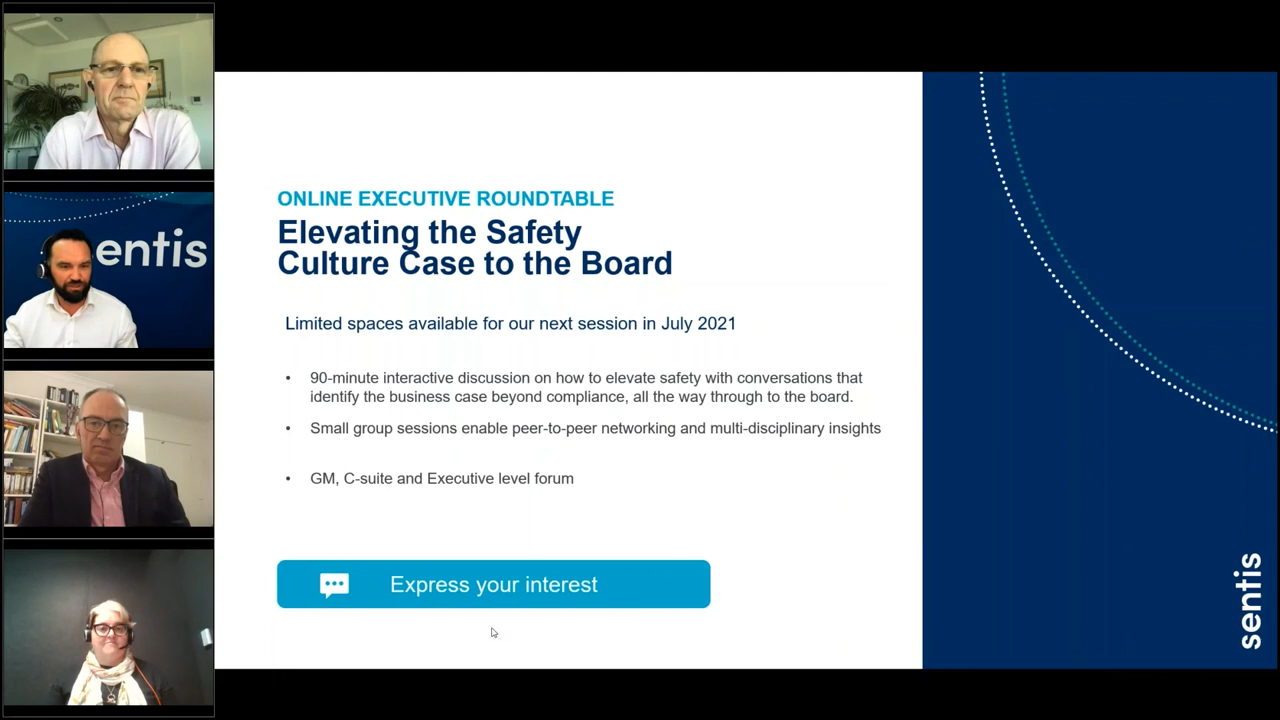 sentis
ONLINE EXECUTIVE ROUNDTABLE
Elevating the Safety
Culture Case to the Board
Limited spaces available for our next session in July 2021
• 90-minute interactive discussion on how to elevate safety with conversations that
identify the business case beyond compliance, all the way through to the board.
• Small group sessions enable peer-to-peer networking and multi-disciplinary insights
• GM, C-suite and Executive level forum
Express your interest
sentis